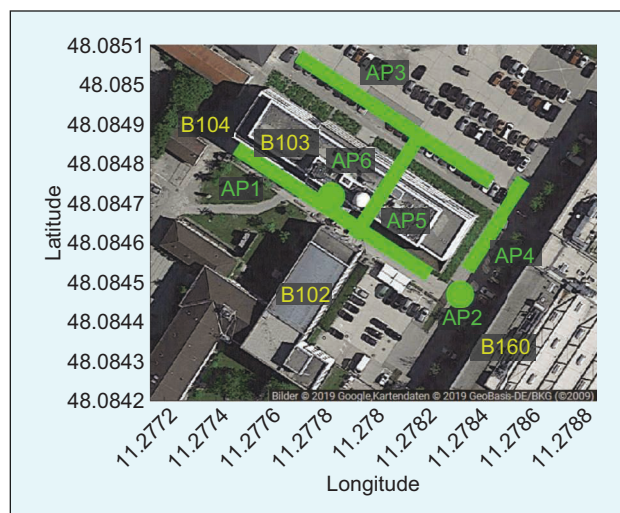 48.0851
48.085
48.0849
48.0848
48.0847
48.0846
48.0845
48.0844
48.0843
48.0842
Latitude
AP3
B104
B103
AP6
AP1
AP5
AP4
B102
AP2
B160
Bilder © 2019 Google Kartendaten © 2019 GeoBasis-DE/BKG (©2009)
11.2772
11.2774
11.2776
11.2778
11.278
11.2782
11.2784
11.2786
11.2788
Longitude